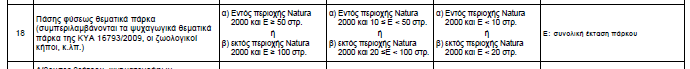 18
Πάσης φύσεως θεματικά πάρκα
(συμπεριλαμβάνονται τα ψυχαγωγικά θεματικά
πάρκα της ΚΥΑ 16793/2009, οι ζωολογικοί
κήποι, κ.λπ.)
α) Εντός περιοχής Natura
2000 και Ε ≥ 50 στρ.
ή
β) εκτός περιοχής Natura
2000 και Ε ≥ 100 στρ.
α) Εντός περιοχής Natura
2000 και 10 ≤ Ε < 50 στρ.
ή
β) εκτός περιοχής Natura
2000 και 20 ≤Ε < 100 στρ.
α) Εντός περιοχής Natura
2000 και Ε < 10 στρ.
ή
β) εκτός περιοχής Natura
2000 και Ε < 20 στρ.
Ε: συνολική έκταση πάρκου